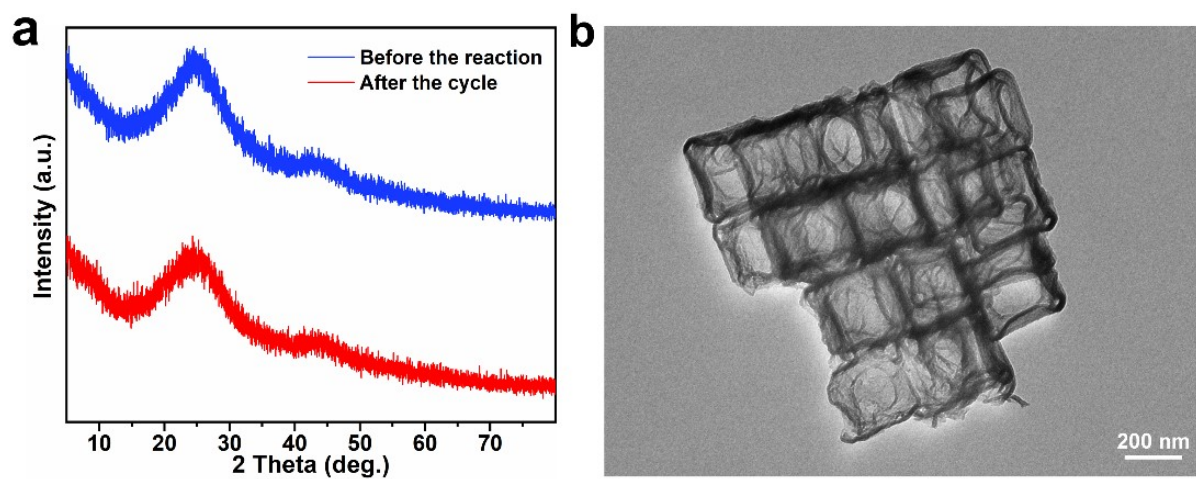 a
Before the reaction
After the cycle
Intensity (a.u.)
10 20 30 40 50 60 70
2 Theta (deg.)
b
200 nm